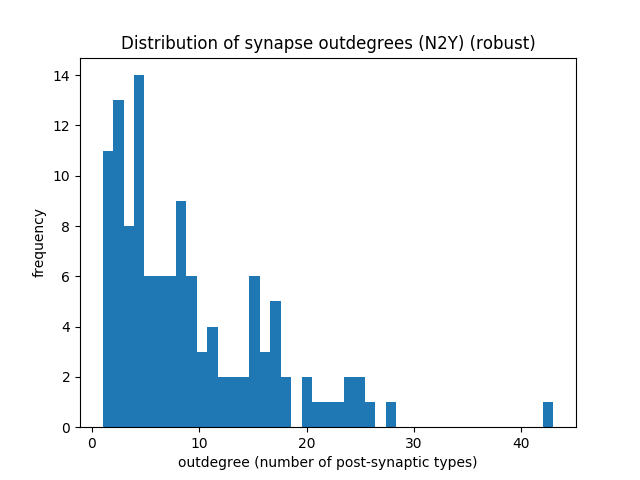 Distribution of synapse outdegrees (N2Y) (robust)
14
12
10
8
6
4
2
0
frequency
0 10 20 30 40
outdegree (number of post-synaptic types)